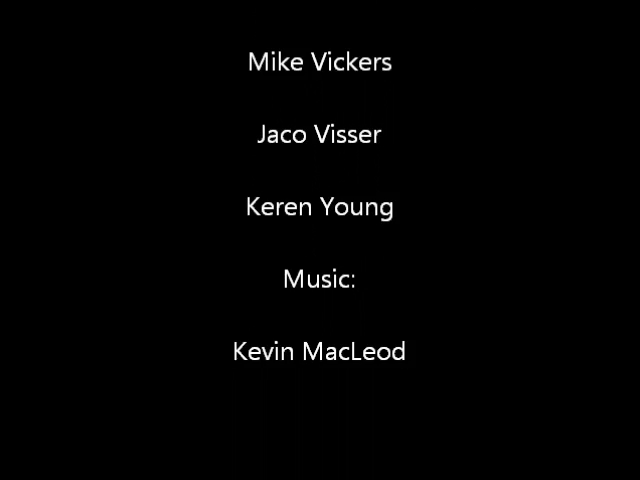 Mike Vickers
Jaco Visser
Keren Young
Music:
Kevin MacLeod